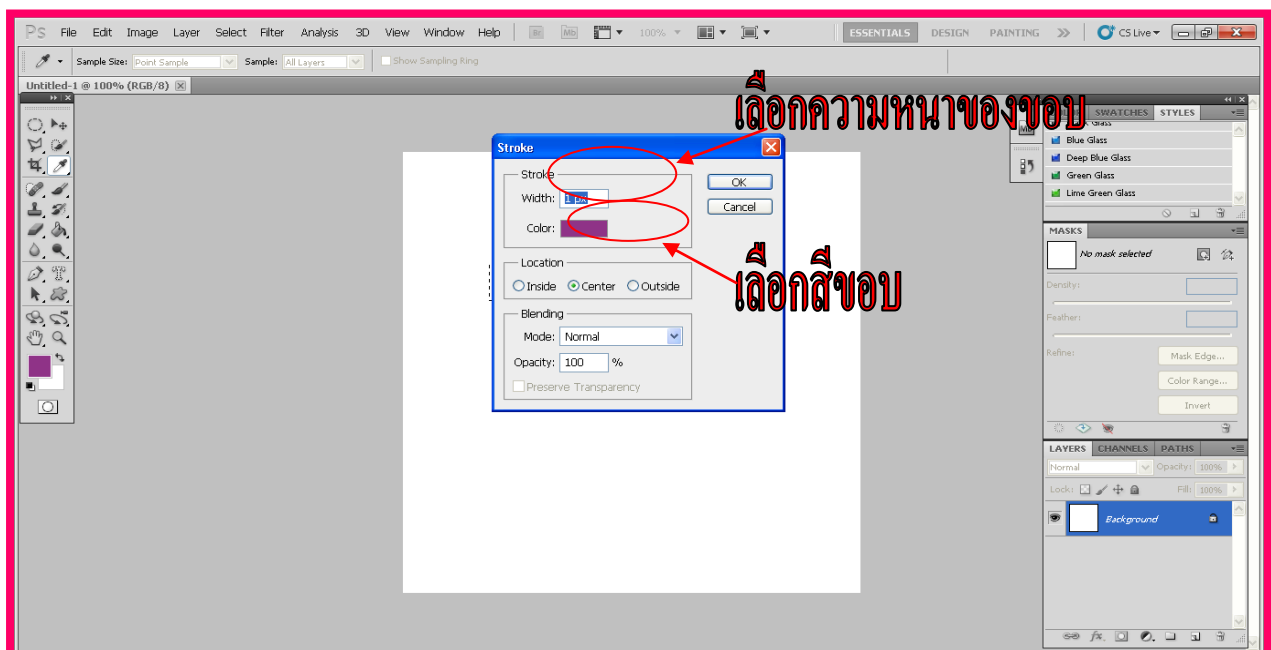 Ps File Edit Image Layer Select Filter Analysis 3D View Window Help Br Mb 100% ESSENTIALS DESIGN PAINTING CS Live
Sample Size: Point Sample Sample: All Layers Show Sampling Ring
Untitled-1 @ 100% (RGB/8)
เลือกความหนาของขอบ
SWATCHES STYLES
Blue Glass
Deep Blue Glass
Green Glass
Lime Green Glass
Stroke
Stroke
Width: 1 px
Color:
OK
Cancel
เลือกสีขอบ
Location
Inside Center Outside
Blending
Mode: Normal
Opacity: 100 %
Preserve Transparency
MASKS
No mask selected
Density:
Feather:
Refine:
Mask Edge...
Color Range...
Invert
LAYERS CHANNELS PATHS
Normal Opacity: 100%
Lock: Fill: 100%
Background